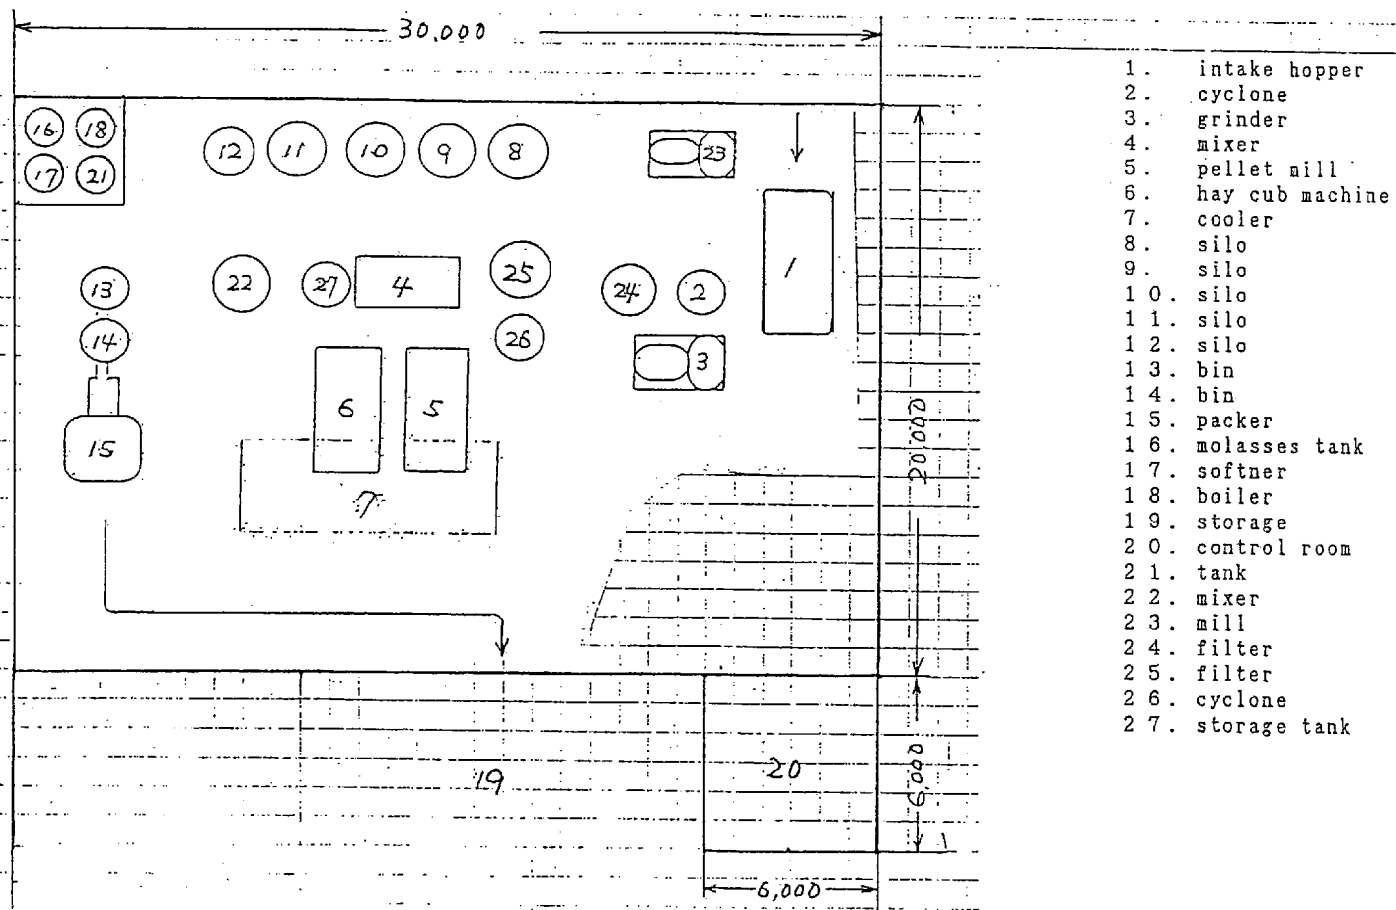 30,000
1. intake hopper
2. cyclone
3. grinder
4. mixer
5. pellet mill
6. hay cub machine
7. cooler
8. silo
9. silo
10. silo
11. silo
12. silo
13. bin
14. bin
15. packer
16. molasses tank
17. softner
18. boiler
19. storage
20. control room
21. tank
22. mixer
23. mill
24. filter
25. filter
26. cyclone
27. storage tank
16 18
17 21
12 11 10 9 8 23
13 22 27 4 25 24 2 1
14 26 3
6 5
15
7
20,000
19 20
6,000
6,000